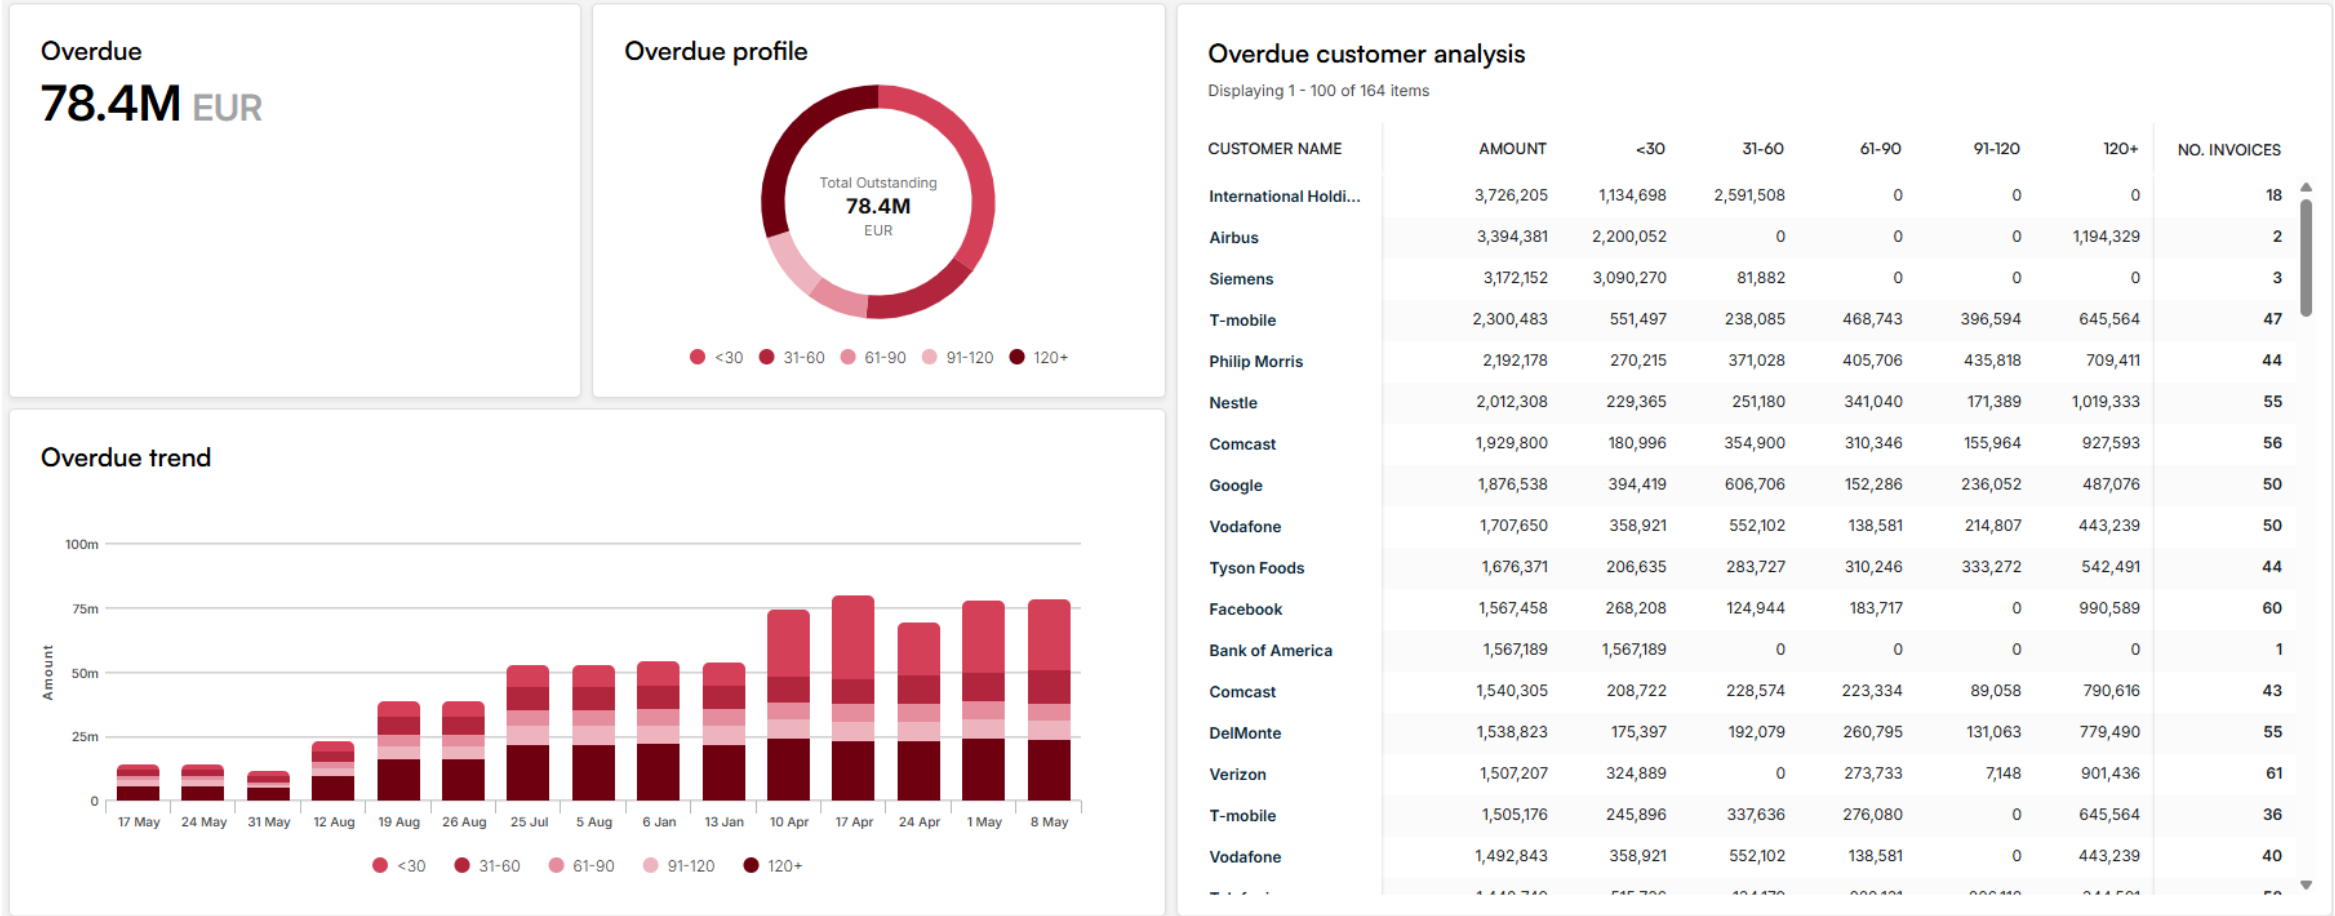 Overdue
78.4M EUR
Overdue profile
Total Outstanding
78.4M
EUR
<30 31-60 61-90 91-120 120+
Overdue trend
100m
75m
50m
25m
0
Amount
17 May 24 May 31 May 12 Aug 19 Aug 26 Aug 25 Jul 5 Aug 6 Jan 13 Jan 10 Apr 17 Apr 24 Apr 1 May 8 May
<30 31-60 61-90 91-120 120+
Overdue customer analysis
Displaying 1 - 100 of 164 items
CUSTOMER NAME AMOUNT <30 31-60 61-90 91-120 120+ NO. INVOICES
International Holdi... 3,726,205 1,134,698 2,591,508 0 0 0 18
Airbus 3,394,381 2,200,052 0 0 0 1,194,329 2
Siemens 3,172,152 3,090,270 81,882 0 0 0 3
T-mobile 2,300,483 551,497 238,085 468,743 396,594 645,564 47
Philip Morris 2,192,178 270,215 371,028 405,706 435,818 709,411 44
Nestle 2,012,308 229,365 251,180 341,040 171,389 1,019,333 55
Comcast 1,929,800 180,996 354,900 310,346 155,964 927,593 56
Google 1,876,538 394,419 606,706 152,286 236,052 487,076 50
Vodafone 1,707,650 358,921 552,102 138,581 214,807 443,239 50
Tyson Foods 1,676,371 206,635 283,727 310,246 333,272 542,491 44
Facebook 1,567,458 268,208 124,944 183,717 0 990,589 60
Bank of America 1,567,189 1,567,189 0 0 0 0 1
Comcast 1,540,305 208,722 228,574 223,334 89,058 790,616 43
DelMonte 1,538,823 175,397 192,079 260,795 131,063 779,490 55
Verizon 1,507,207 324,889 0 273,733 7,148 901,436 61
T-mobile 1,505,176 245,896 337,636 276,080 0 645,564 36
Vodafone 1,492,843 358,921 552,102 138,581 0 443,239 40